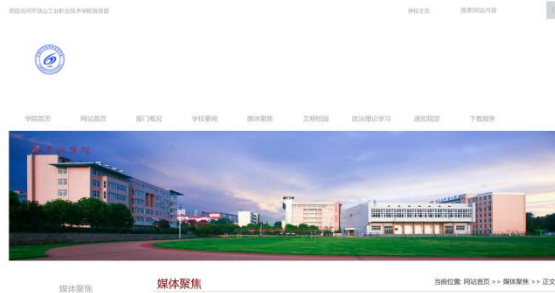 欢迎访问平顶山工业职业技术学院宣传部
学校主页 搜索网站内容
学院首页 网站首页 部门概况 学校要闻 媒体聚焦 文明校园 政治理论学习 通知规定 下载服务
媒体聚焦
媒体聚焦
当前位置: 网站首页 >> 媒体聚焦 >> 正文